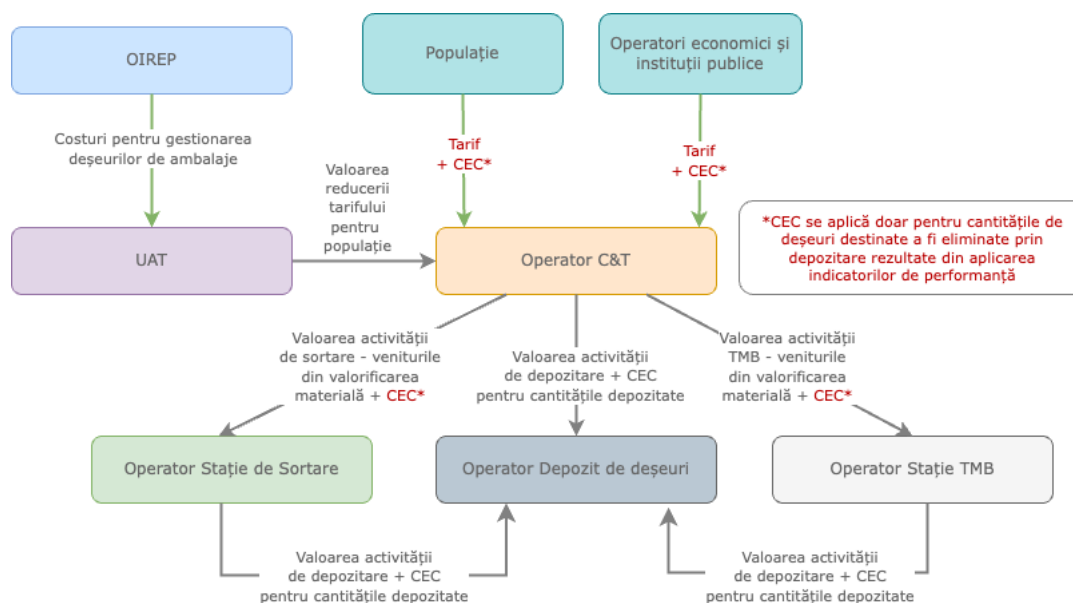 OIREP
Populație
Operatori economici și
instituții publice
Costuri pentru gestionarea
deșeurilor de ambalaje
Valoarea
reducerii
tarifului
pentru
populație
Tarif
+ CEC*
Tarif
+ CEC*
UAT
Operator C&T
*CEC se aplică doar pentru cantitățile de
deșeuri destinate a fi eliminate prin
depozitare rezultate din aplicarea
indicatorilor de performanță
Valoarea activității
de sortare - veniturile
din valorificarea
materială + CEC*
Valoarea activității
de depozitare + CEC
pentru cantitățile depozitate
Valoarea activității
TMB - veniturile
din valorificarea
materială + CEC*
Operator Stație de Sortare
Operator Depozit de deșeuri
Operator Stație TMB
Valoarea activității
de depozitare + CEC
pentru cantitățile depozitate
Valoarea activității
de depozitare + CEC
pentru cantitățile depozitate